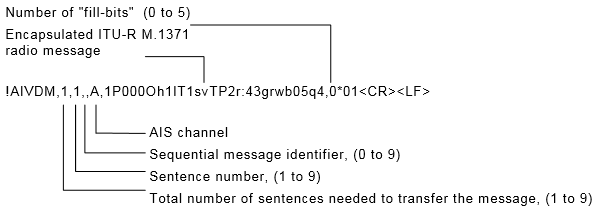 Number of "fill-bits"  (0 to 5)
Encapsulated ITU-R M.1371
radio message
!AIVDM,1,1,,A,1P000Oh1IT1svTP2r:43grwb05q4,0*01<CR><LF>
AIS channel
Sequential message identifier, (0 to 9)
Sentence number, (1 to 9)
Total number of sentences needed to transfer the message, (1 to 9)